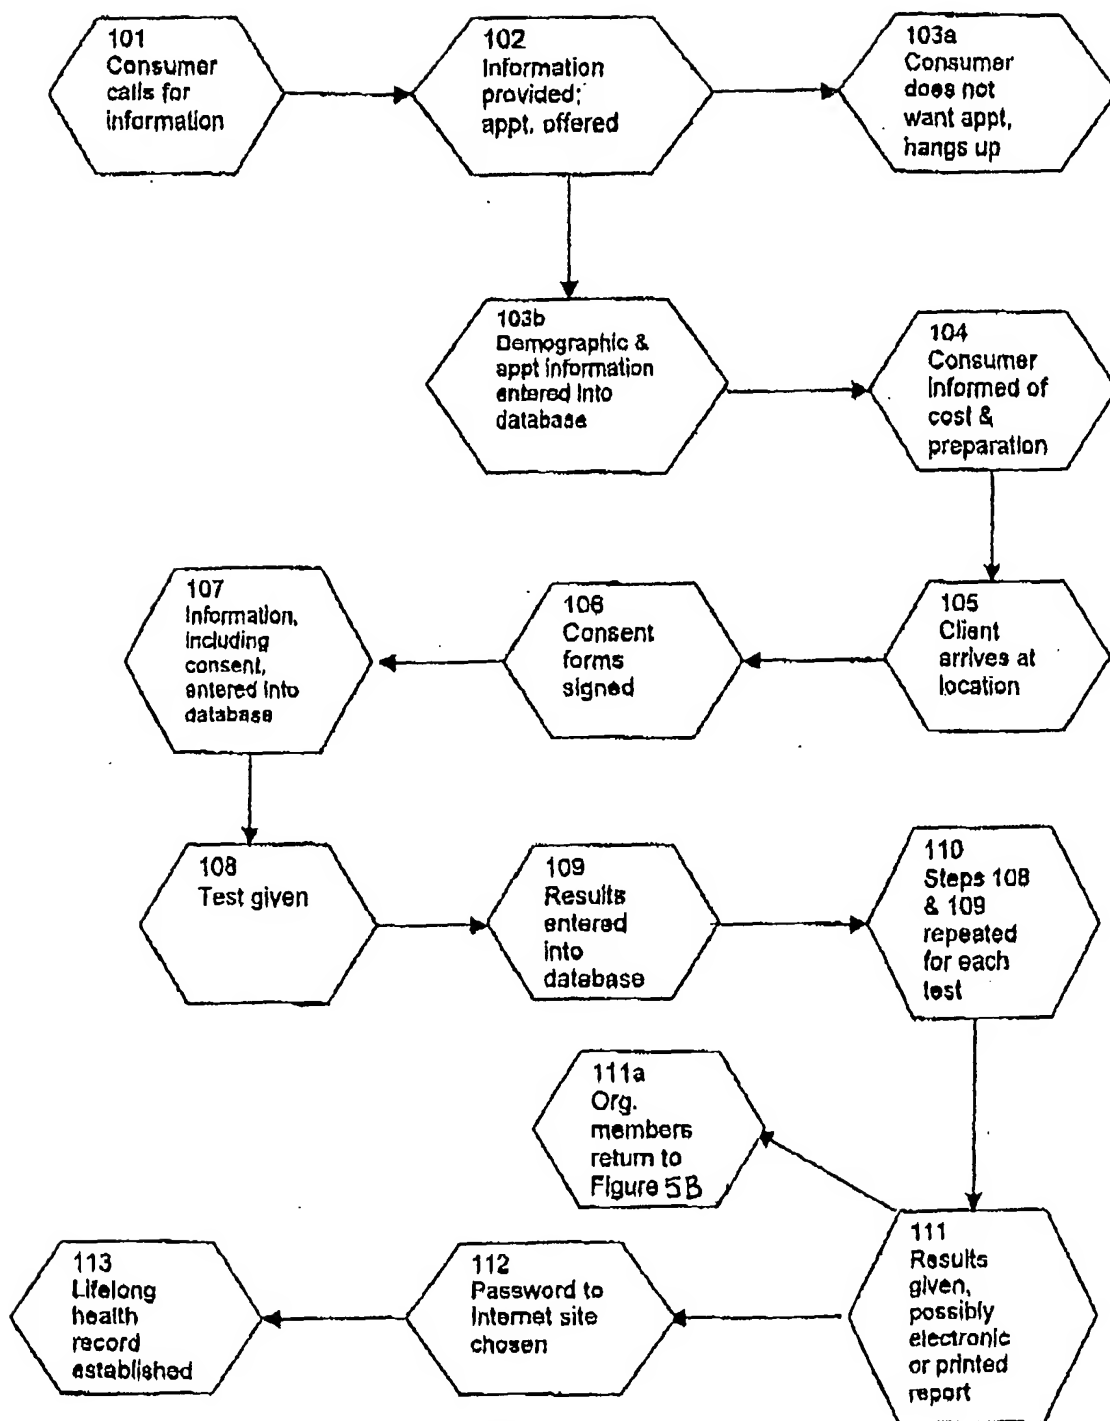 101
Consumer
calls for
information
102
Information
provided;
appt. offered
103a
Consumer
does not
want appt,
hangs up
103b
Demographic &
appt information
entered into
database
104
Consumer
informed of
cost &
preparation
107
Information,
including
consent,
entered into
database
106
Consent
forms
signed
105
Client
arrives at
location
108
Test given
109
Results
entered
into
database
110
Steps 108
& 109
repeated
for each
test
111a
Org.
members
return to
Figure 5B
113
Lifelong
health
record
established
112
Password to
Internet site
chosen
111
Results
given,
possibly
electronic
or printed
report